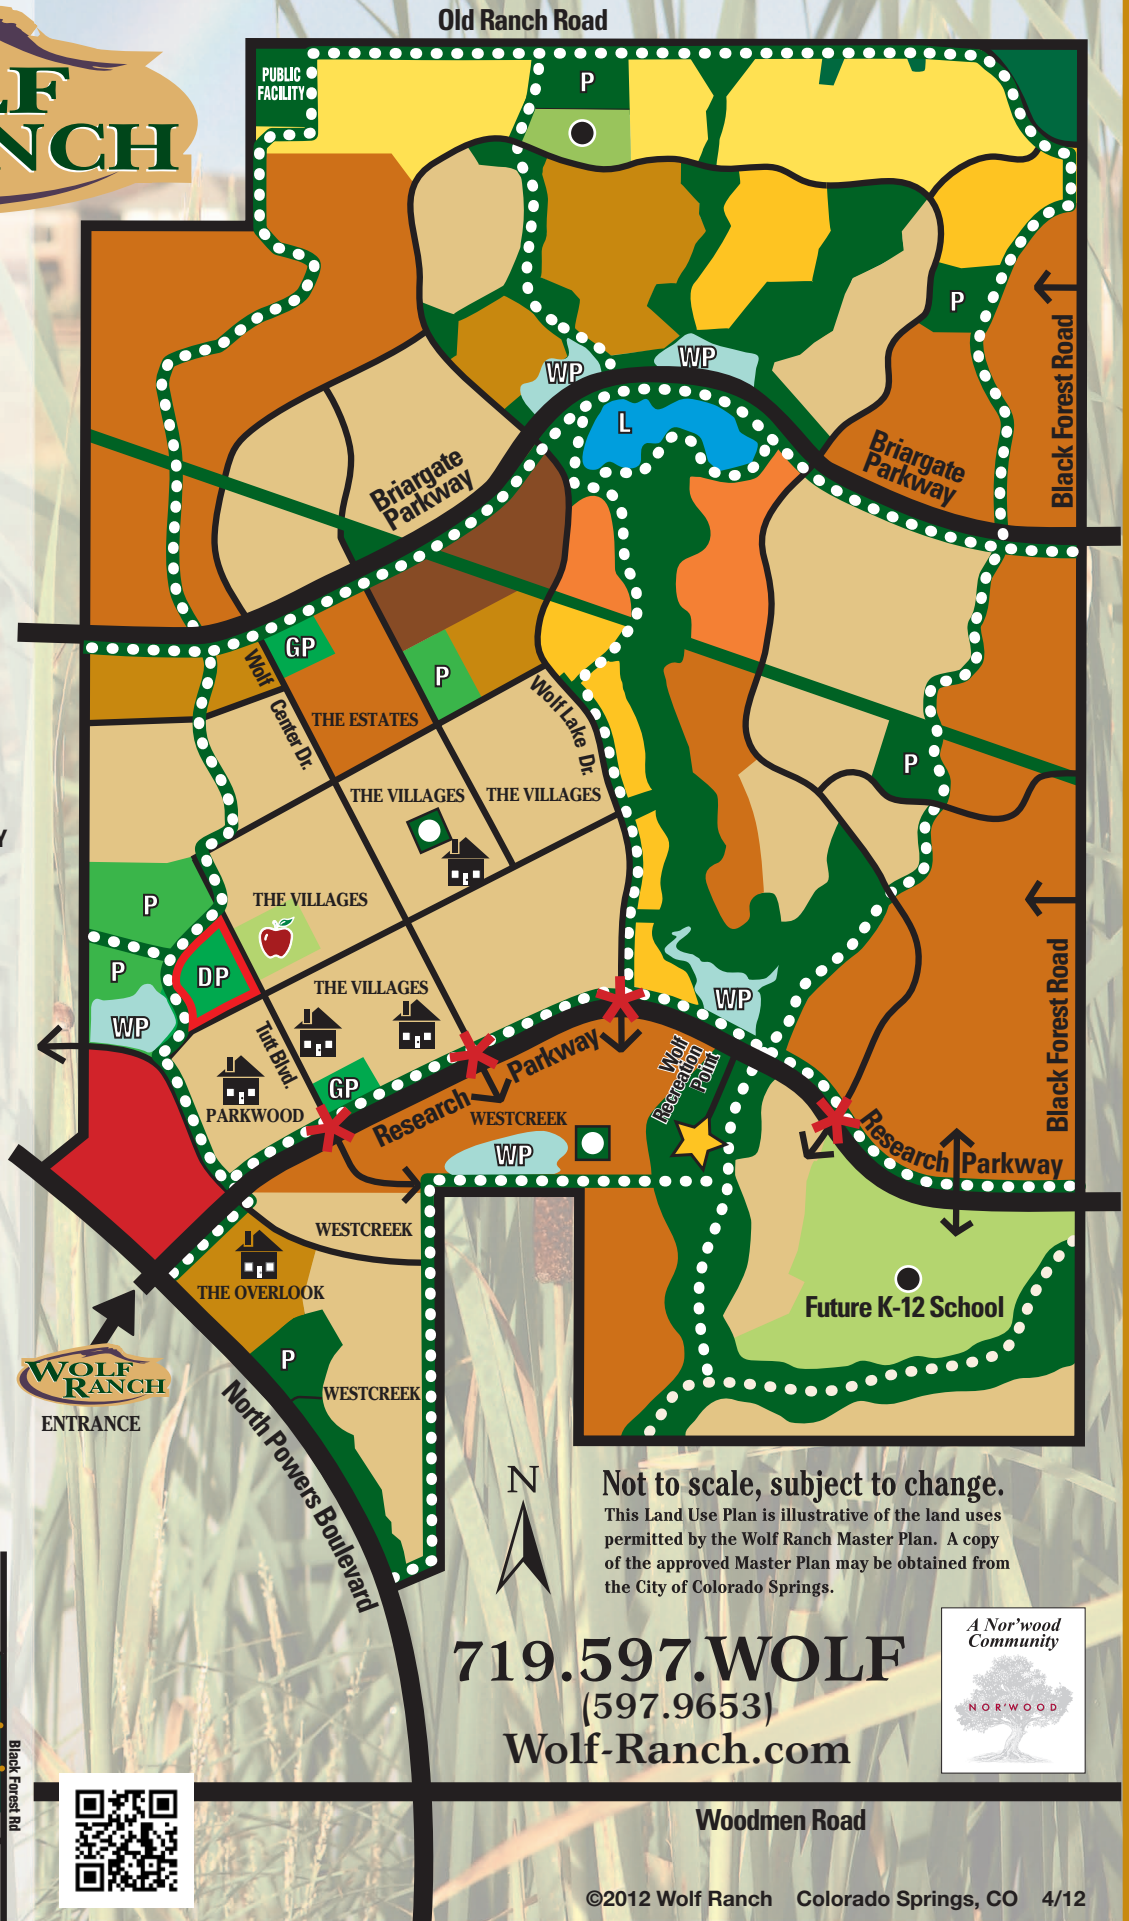 Old Ranch Road
LF
NCH
PUBLIC
FACILITY
P
P
WP
WP
L
Black Forest Road
Briargate
Parkway
Briargate
Parkway
GP
P
Wolf Center Dr.
THE ESTATES
Wolf Lake Dr.
P
THE VILLAGES
THE VILLAGES
Y
THE VILLAGES
P
P
DP
THE VILLAGES
WP
WP
Tutt Blvd.
Black Forest Road
Research Parkway
Wolf
Recreation
Point
GP
PARKWOOD
WESTCREEK
WP
Research Parkway
WESTCREEK
THE OVERLOOK
Future K-12 School
P
WOLF
RANCH
ENTRANCE
WESTCREEK
North Powers Boulevard
N
Not to scale, subject to change.
This Land Use Plan is illustrative of the land uses
permitted by the Wolf Ranch Master Plan. A copy
of the approved Master Plan may be obtained from
the City of Colorado Springs.
A Nor'wood
Community
NOR'WOOD
719.597.WOLF
(597.9653)
Wolf-Ranch.com
Black Forest Rd
Woodmen Road
©2012 Wolf Ranch Colorado Springs, CO 4/12